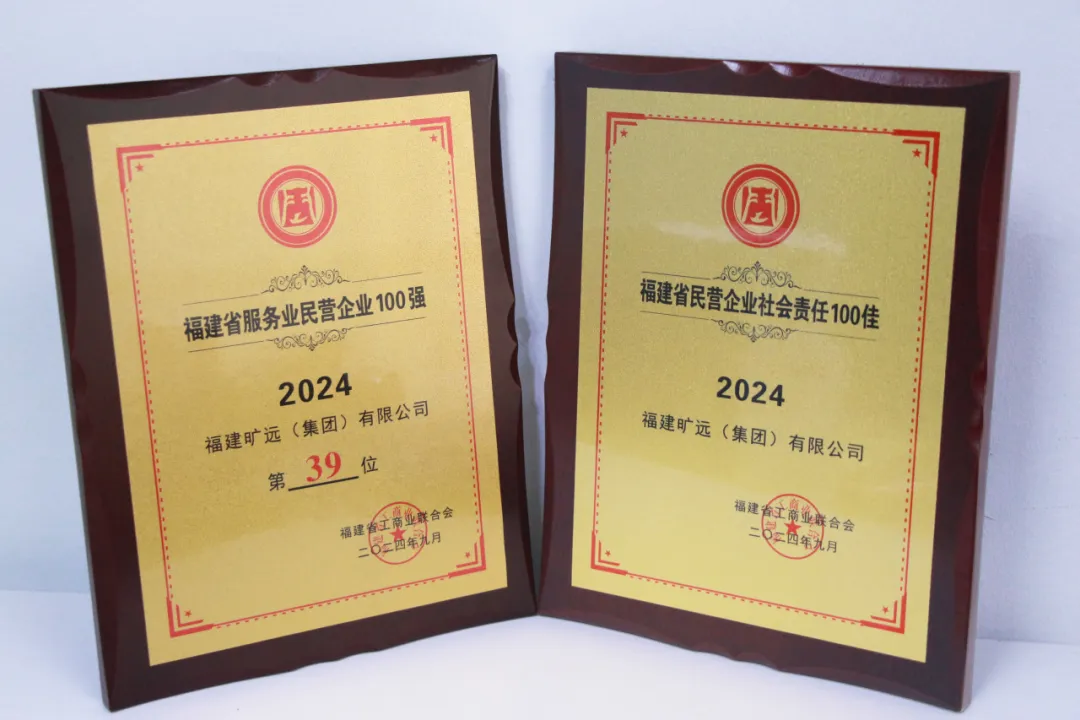 福建省服务业民营企业100强
2024
福建旷远（集团）有限公司
第 39 位
福建省工商业联合会
二〇二四年九月
福建省民营企业社会责任100佳
2024
福建旷远（集团）有限公司
福建省工商业联合会
二〇二四年九月